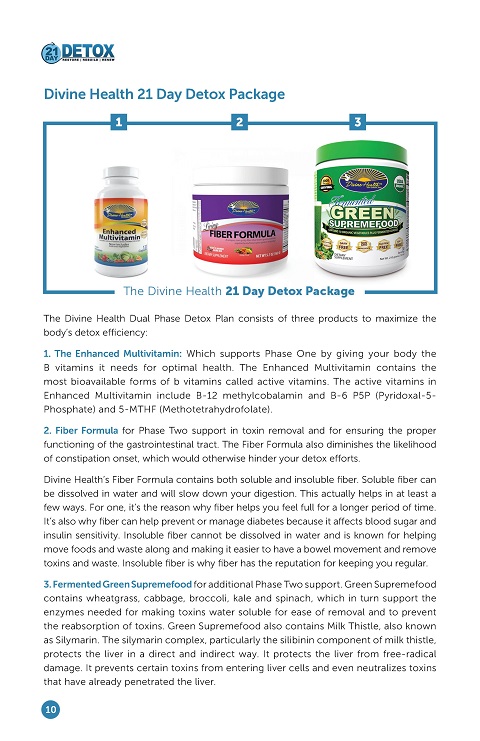 21
DAY
DETOX
RESTORE | REBUILD | RENEW
Divine Health 21 Day Detox Package
1
2
3
Divine Health
Enhanced
Multivitamin
Divine Health
FIBER FORMULA
Divine Health
Fermented
GREEN
SUPREMEFOOD
The Divine Health 21 Day Detox Package
The Divine Health Dual Phase Detox Plan consists of three products to maximize the
body's detox efficiency:
1. The Enhanced Multivitamin: Which supports Phase One by giving your body the
B vitamins it needs for optimal health. The Enhanced Multivitamin contains the
most bioavailable forms of b vitamins called active vitamins. The active vitamins in
Enhanced Multivitamin include B-12 methylcobalamin and B-6 P5P (Pyridoxal-5-
Phosphate) and 5-MTHF (Methotetrahydrofolate).
2. Fiber Formula for Phase Two support in toxin removal and for ensuring the proper
functioning of the gastrointestinal tract. The Fiber Formula also diminishes the likelihood
of constipation onset, which would otherwise hinder your detox efforts.
Divine Health's Fiber Formula contains both soluble and insoluble fiber. Soluble fiber can
be dissolved in water and will slow down your digestion. This actually helps in at least a
few ways. For one, it's the reason why fiber helps you feel full for a longer period of time.
It's also why fiber can help prevent or manage diabetes because it affects blood sugar and
insulin sensitivity. Insoluble fiber cannot be dissolved in water and is known for helping
move foods and waste along and making it easier to have a bowel movement and remove
toxins and waste. Insoluble fiber is why fiber has the reputation for keeping you regular.
3. Fermented Green Supremefood for additional Phase Two support. Green Supremefood
contains wheatgrass, cabbage, broccoli, kale and spinach, which in turn support the
enzymes needed for making toxins water soluble for ease of removal and to prevent
the reabsorption of toxins. Green Supremefood also contains Milk Thistle, also known
as Silymarin. The silymarin complex, particularly the silibinin component of milk thistle,
protects the liver in a direct and indirect way. It protects the liver from free-radical
damage. It prevents certain toxins from entering liver cells and even neutralizes toxins
that have already penetrated the liver.
10